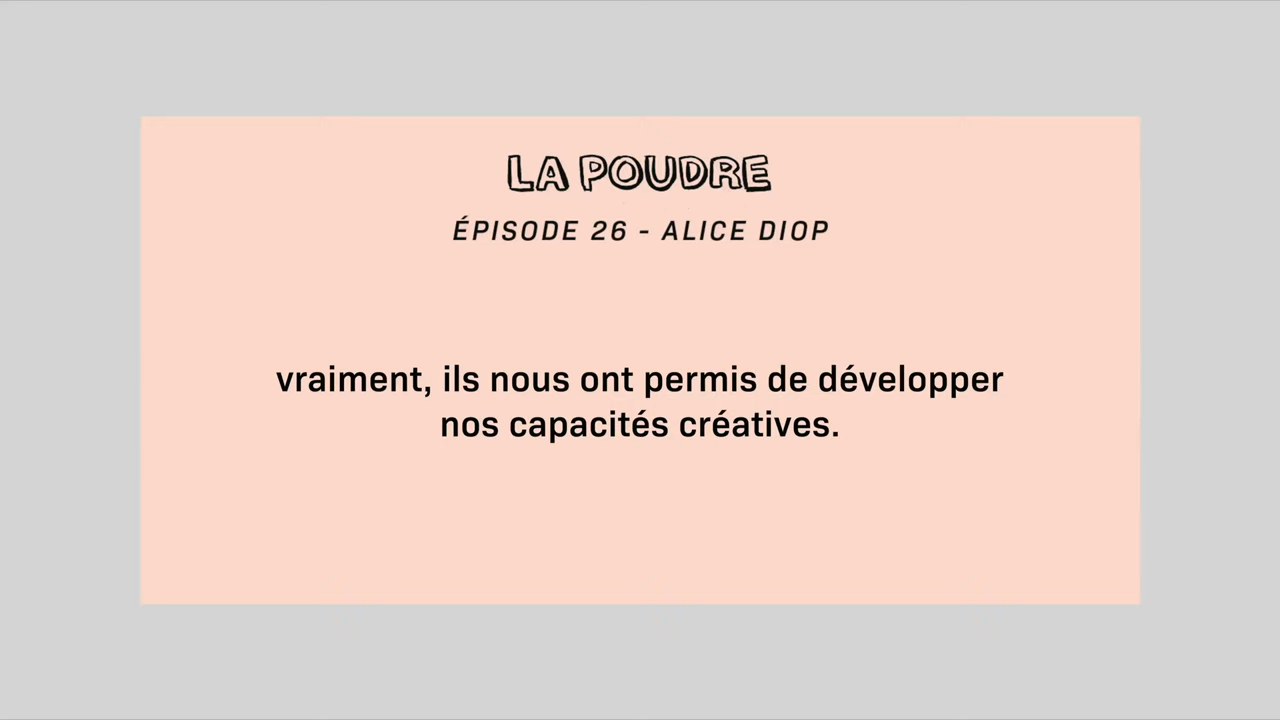 LA POUDRE
ÉPISODE 26 - ALICE DIOP
vraiment, ils nous ont permis de développer
nos capacités créatives.